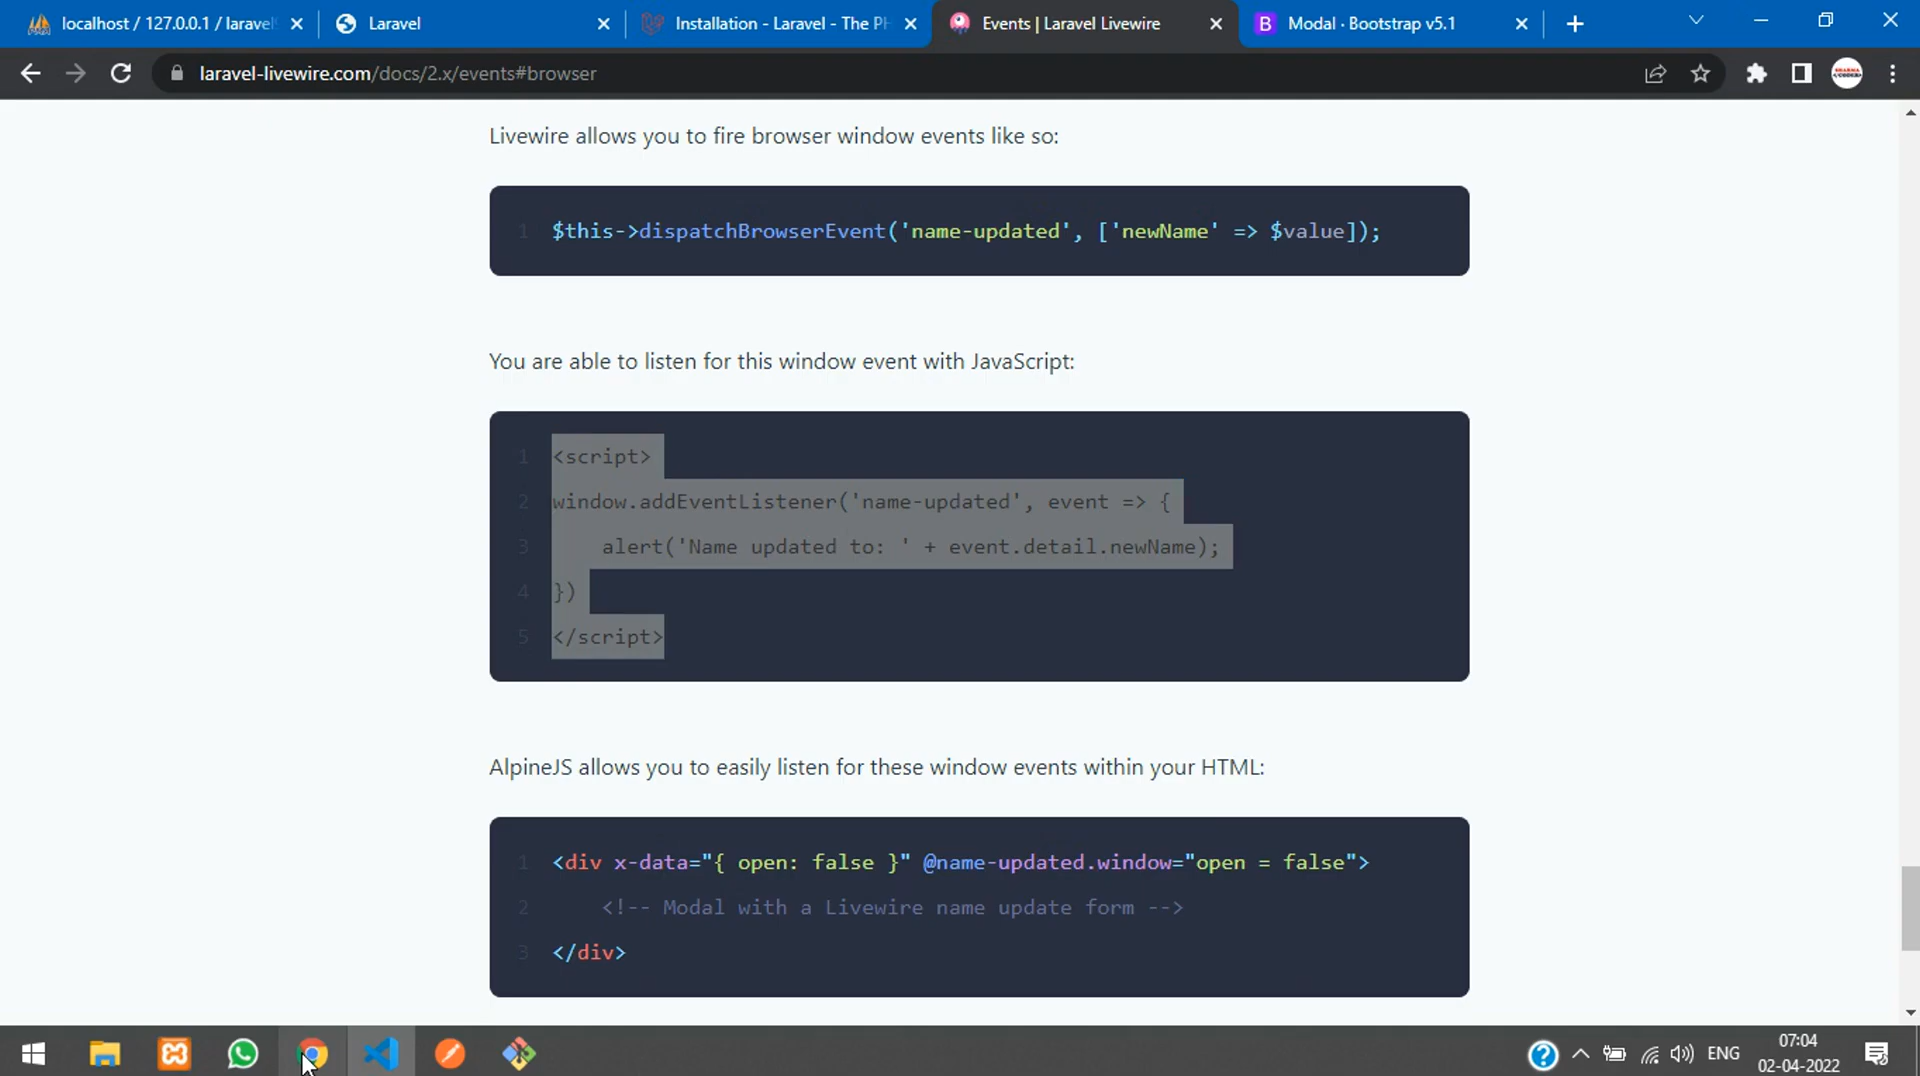 localhost / 127.0.0.1 / laravel
Laravel
Installation - Laravel - The PH
Events | Laravel Livewire
B
Modal · Bootstrap v5.1
laravel-livewire.com/docs/2.x/events#browser
Livewire allows you to fire browser window events like so:
1 $this->dispatchBrowserEvent('name-updated', ['newName' => $value]);
You are able to listen for this window event with JavaScript:
1 <script>
2 window.addEventListener('name-updated', event => {
3 alert('Name updated to: ' + event.detail.newName);
4 })
5 </script>
AlpineJS allows you to easily listen for these window events within your HTML:
1 <div x-data="{ open: false }" @name-updated.window="open = false">
2 <!-- Modal with a Livewire name update form -->
3 </div>
ENG
07:04
02-04-2022